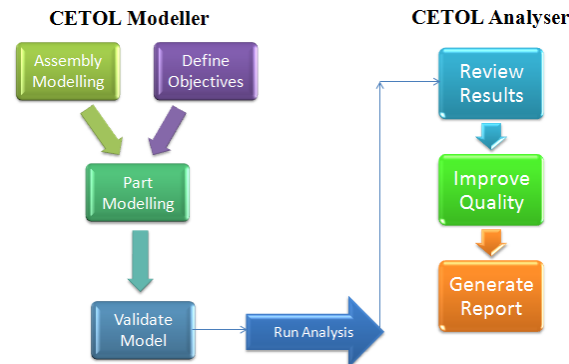 CETOL Modeller
Assembly
Modelling
Define
Objectives
Part
Modelling
Validate
Model
Run Analysis
CETOL Analyser
Review
Results
Improve
Quality
Generate
Report